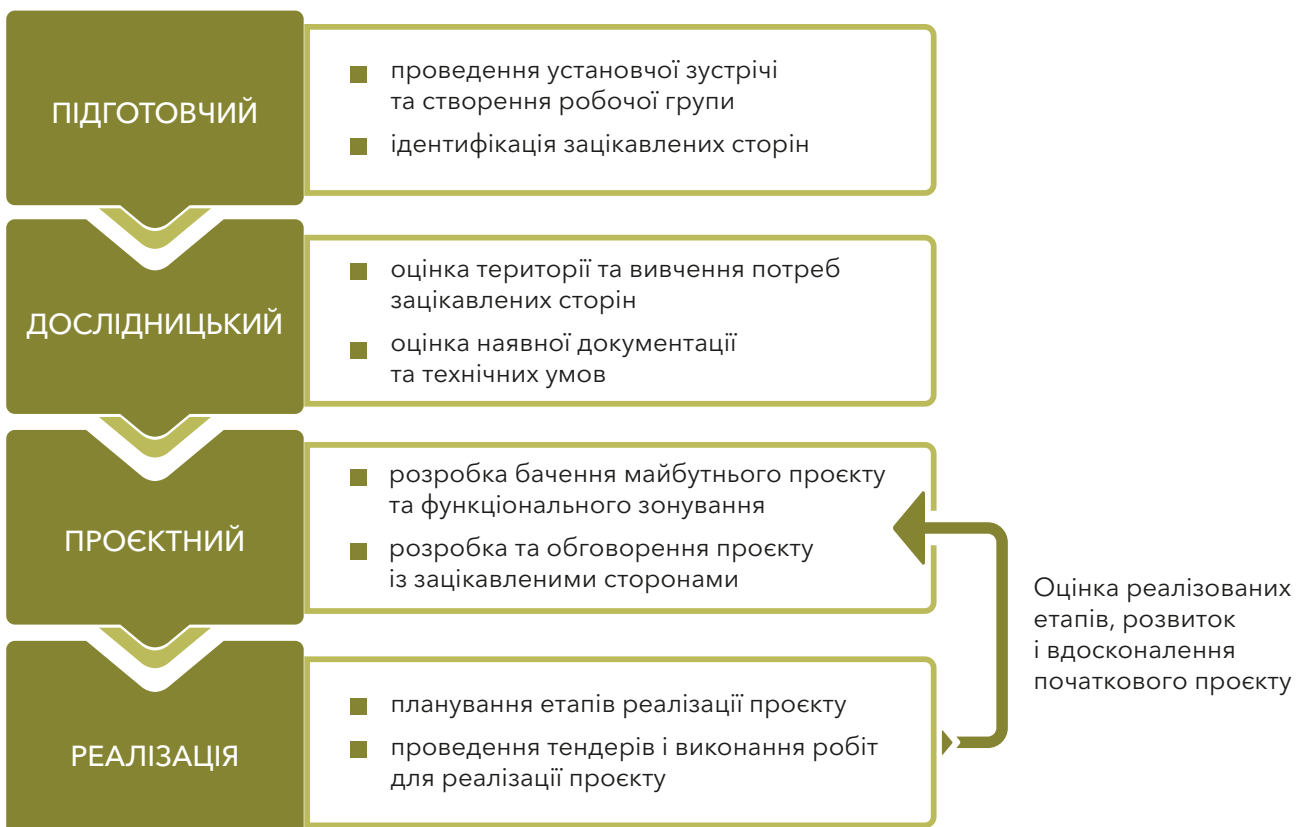 ПІДГОТОВЧИЙ
проведення установчої зустрічі
та створення робочої групи
ідентифікація зацікавлених сторін
ДОСЛІДНИЦЬКИЙ
оцінка території та вивчення потреб
зацікавлених сторін
оцінка наявної документації
та технічних умов
ПРОЄКТНИЙ
розробка бачення майбутнього проєкту
та функціонального зонування
розробка та обговорення проєкту
із зацікавленими сторонами
РЕАЛІЗАЦІЯ
планування етапів реалізації проєкту
проведення тендерів і виконання робіт
для реалізації проєкту
Оцінка реалізованих
етапів, розвиток
і вдосконалення
початкового проєкту